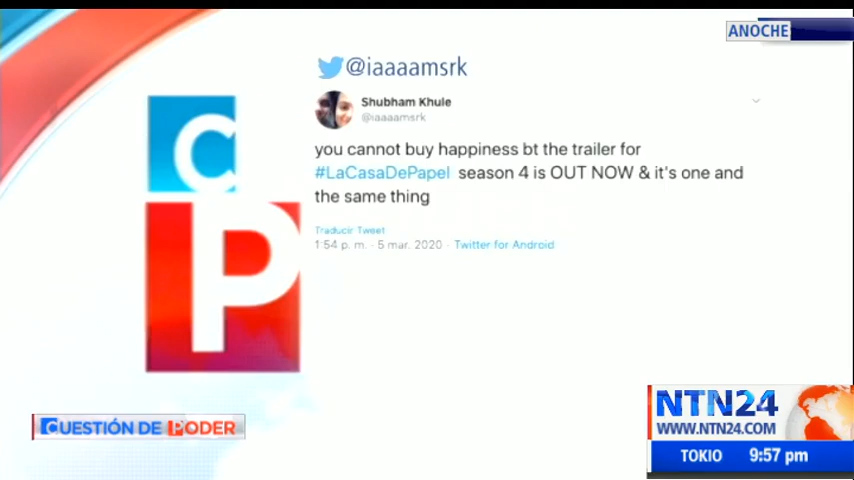 ANOCHE
@iaaaamsrk
Shubham Khule
@iaaaamsrk
you cannot buy happiness bt the trailer for
#LaCasaDePapel season 4 is OUT NOW & it's one and
the same thing
Traducir Tweet
1:54 p. m. · 5 mar. 2020 · Twitter for Android
C
P
CUESTIÓN DE PODER
NTN24
WWW.NTN24.COM
TOKIO 9:57 pm